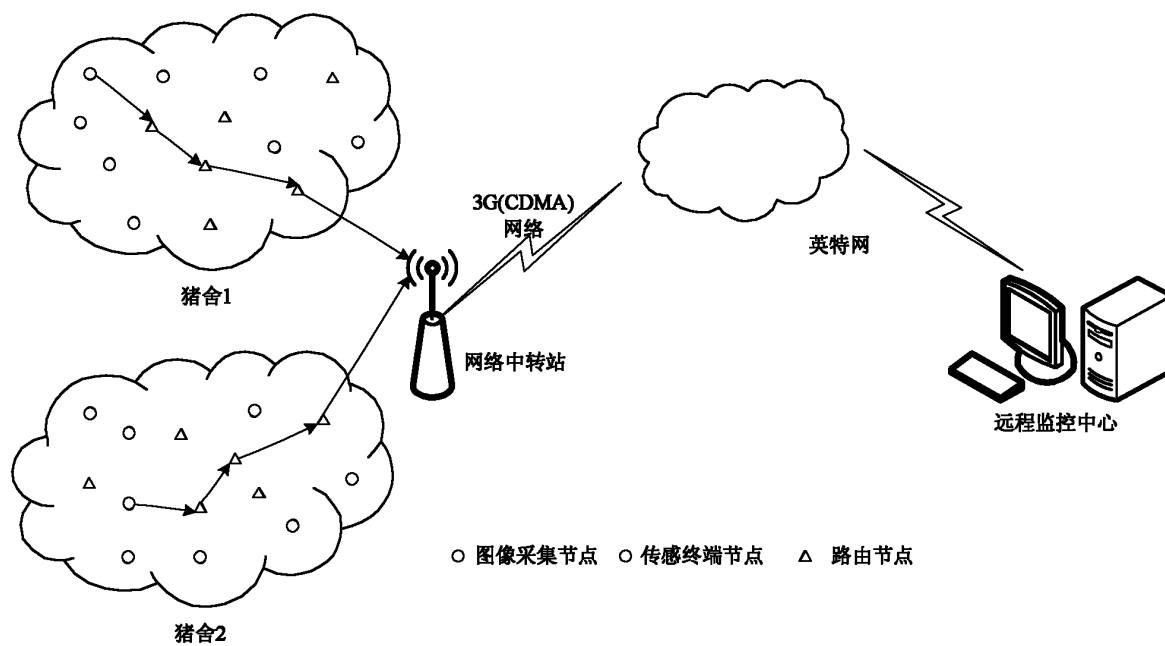 3G(CDMA)
网络
英特网
猪舍1
网络中转站
远程监控中心
图像采集节点
传感终端节点
路由节点
猪舍2